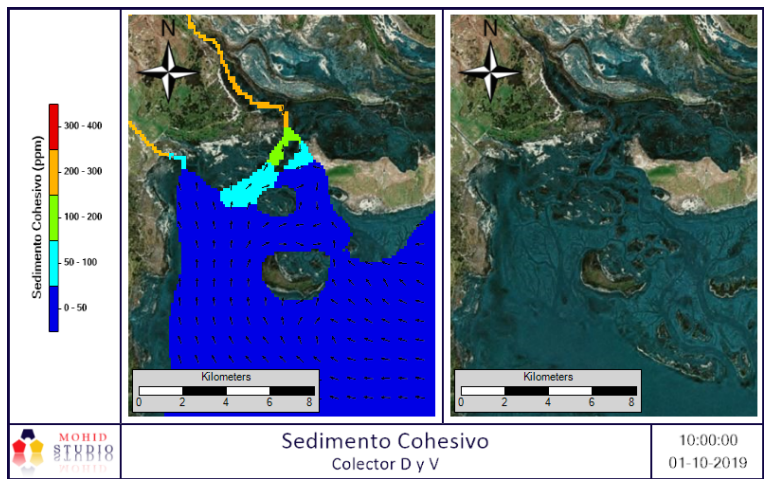 Sedimento Cohesivo (ppm)
300 - 400
200 - 300
100 - 200
50 - 100
0 - 50
N
Kilometers
0 2 4 6 8
N
Kilometers
0 2 4 6 8
MOHID
STUDIO
Sedimento Cohesivo
Colector D y V
10:00:00
01-10-2019